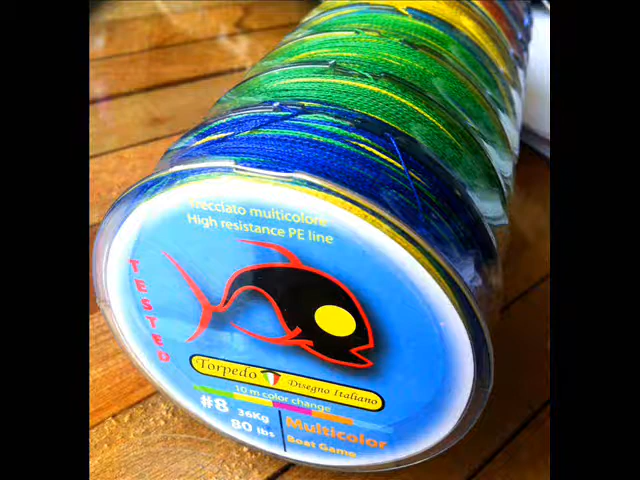 Trecciato multicolore
High resistance PE line
TESTED
Torpedo Disegno Italiano
10 m color change
#8 36Kg
80 lbs
Multicolor
Boat Game